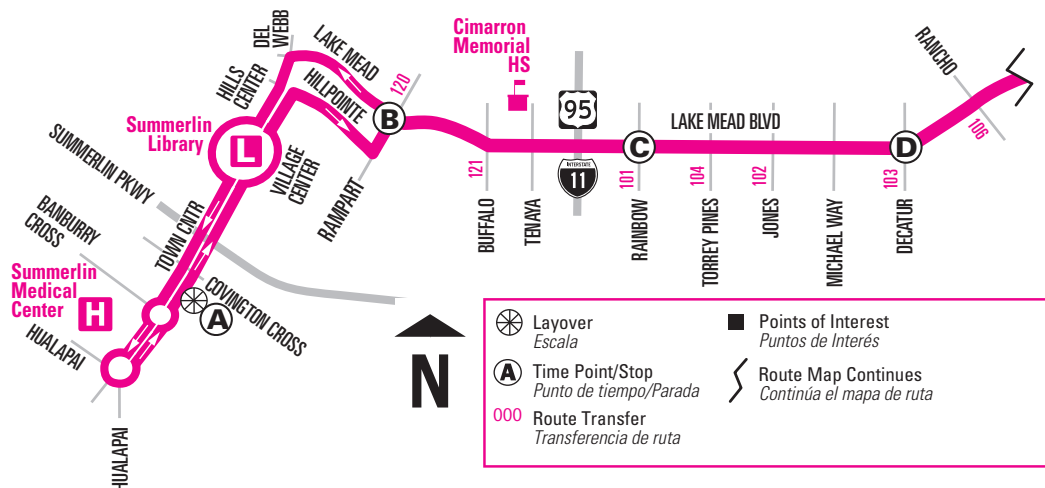 DEL
WEBB
LAKE MEAD
HILLS
CENTER
HILLPOINTE
120
B
Cimarron
Memorial
HS
95
INTERSTATE
11
RANCHO
106
Summerlin
Library
L
VILLAGE
CENTER
RAMPART
121
BUFFALO
TENAYA
C
101
RAINBOW
LAKE MEAD BLVD
104
TORREY PINES
102
JONES
MICHAEL WAY
D
103
DECATUR
SUMMERLIN PKWY
BANBURRY
CROSS
TOWN CNTR
COVINGTON CROSS
Summerlin
Medical
Center
H
A
HUALAPAI
HUALAPAI
N
Layover
Escala
A
Time Point/Stop
Punto de tiempo/Parada
000
Route Transfer
Transferencia de ruta
Points of Interest
Puntos de Interés
Route Map Continues
Continúa el mapa de ruta